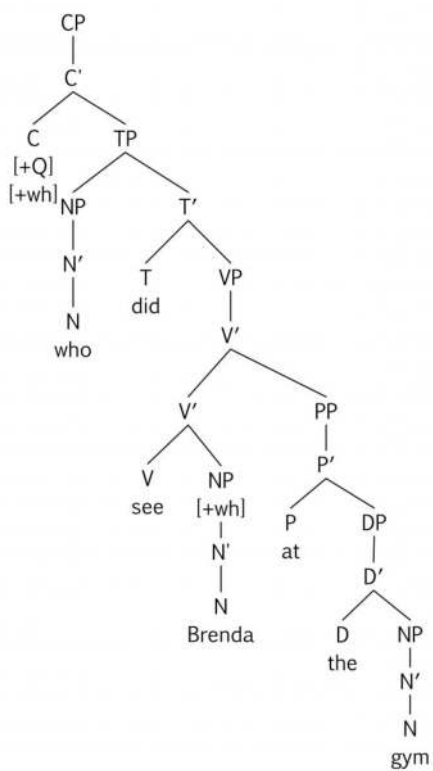 CP
C'
C TP
[+Q]
[+wh] NP T′
N′ T VP
did
N
who V′
V′ PP
P′
V NP
see [+wh] P DP
at
N'
D′
N
Brenda D NP
the
N′
N
gym